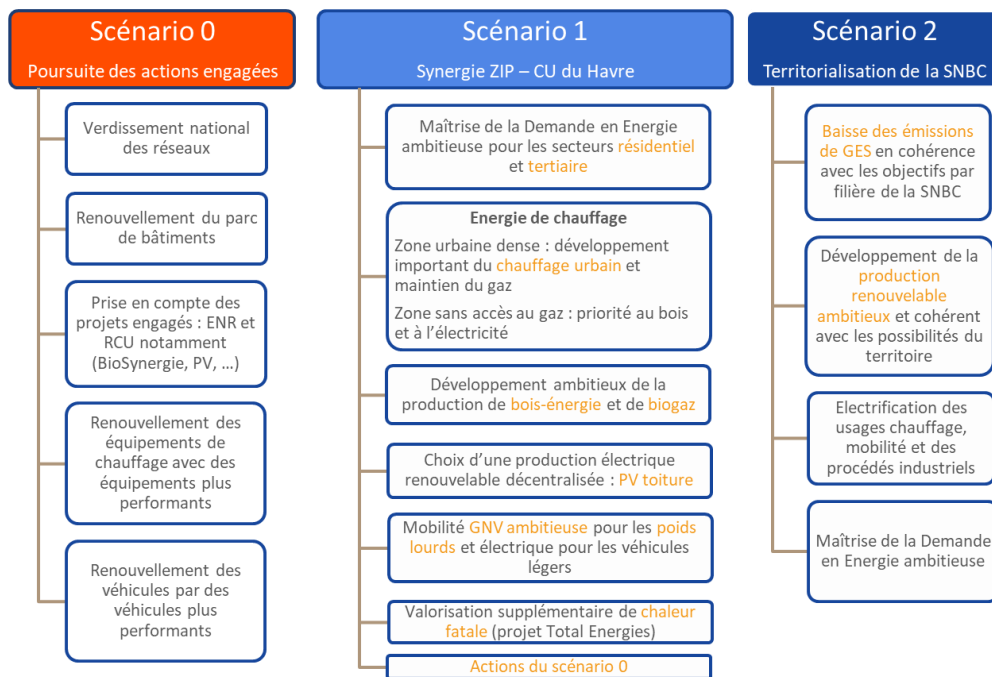 Scénario 0
Poursuite des actions engagées
Verdissement national
des réseaux
Renouvellement du parc
de bâtiments
Prise en compte des
projets engagés : ENR et
RCU notamment
(BioSynergie, PV, ...)
Renouvellement des
équipements de
chauffage avec des
équipements plus
performants
Renouvellement des
véhicules par des
véhicules plus
performants
Scénario 1
Synergie ZIP – CU du Havre
Maîtrise de la Demande en Energie
ambitieuse pour les secteurs résidentiel
et tertiaire
Energie de chauffage
Zone urbaine dense : développement
important du chauffage urbain et
maintien du gaz
Zone sans accès au gaz : priorité au bois
et à l'électricité
Développement ambitieux de la
production de bois-énergie et de biogaz
Choix d'une production électrique
renouvelable décentralisée : PV toiture
Mobilité GNV ambitieuse pour les poids
lourds et électrique pour les véhicules
légers
Valorisation supplémentaire de chaleur
fatale (projet Total Energies)
Actions du scénario 0
Scénario 2
Territorialisation de la SNBC
Baisse des émissions
de GES en cohérence
avec les objectifs par
filière de la SNBC
Développement de la
production
renouvelable
ambitieux et cohérent
avec les possibilités du
territoire
Electrification des
usages chauffage,
mobilité et des
procédés industriels
Maîtrise de la Demande
en Energie ambitieuse